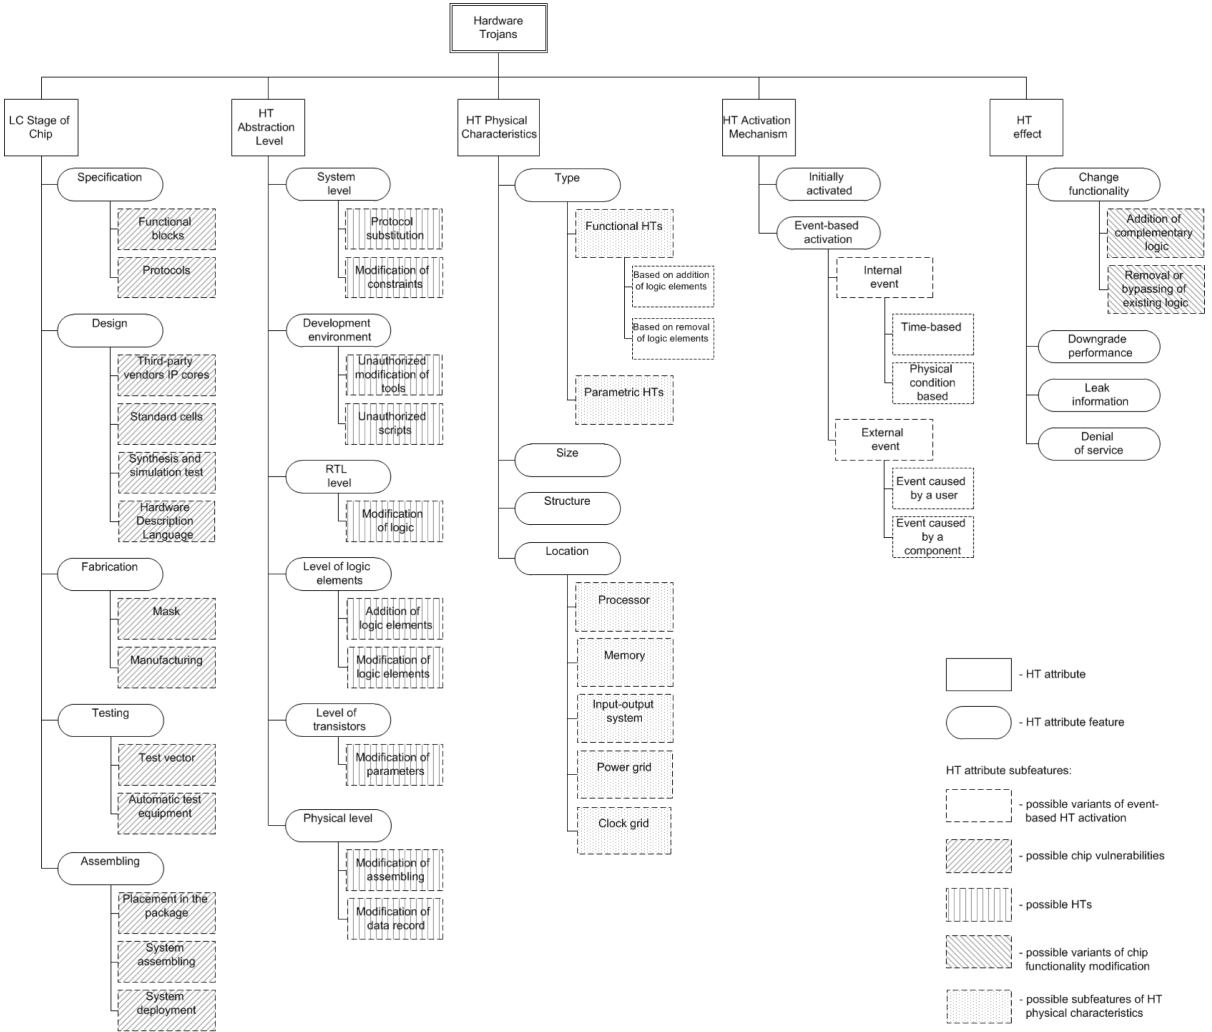 Hardware
Trojans
LC Stage of
Chip
Specification
Functional
blocks
Protocols
Design
Third-party
vendors IP cores
Standard cells
Synthesis and
simulation test
Hardware
Description
Language
Fabrication
Mask
Manufacturing
Testing
Test vector
Automatic test
equipment
Assembling
Placement in the
package
System
assembling
System
deployment
HT
Abstraction
Level
System
level
Protocol
substitution
Modification of
constraints
Development
environment
Unauthorized
modification of
tools
Unauthorized
scripts
RTL
level
Modification
of logic
Level of logic
elements
Addition of
logic elements
Modification of
logic elements
Level of
transistors
Modification of
parameters
Physical level
Modification of
assembling
Modification of
data record
HT Physical
Characteristics
Type
Functional HTs
Based on addition
of logic elements
Based on removal
of logic elements
Parametric HTs
Size
Structure
Location
Processor
Memory
Input-output
system
Power grid
Clock grid
HT Activation
Mechanism
Initially
activated
Event-based
activation
Internal
event
Time-based
Physical
condition
based
External
event
Event caused
by a user
Event caused
by a
component
HT
effect
Change
functionality
Addition of
complementary
logic
Removal or
bypassing of
existing logic
Downgrade
performance
Leak
information
Denial
of service
- HT attribute
- HT attribute feature
HT attribute subfeatures:
- possible variants of event-
based HT activation
- possible chip vulnerabilities
- possible HTs
- possible variants of chip
functionality modification
- possible subfeatures of HT
physical characteristics